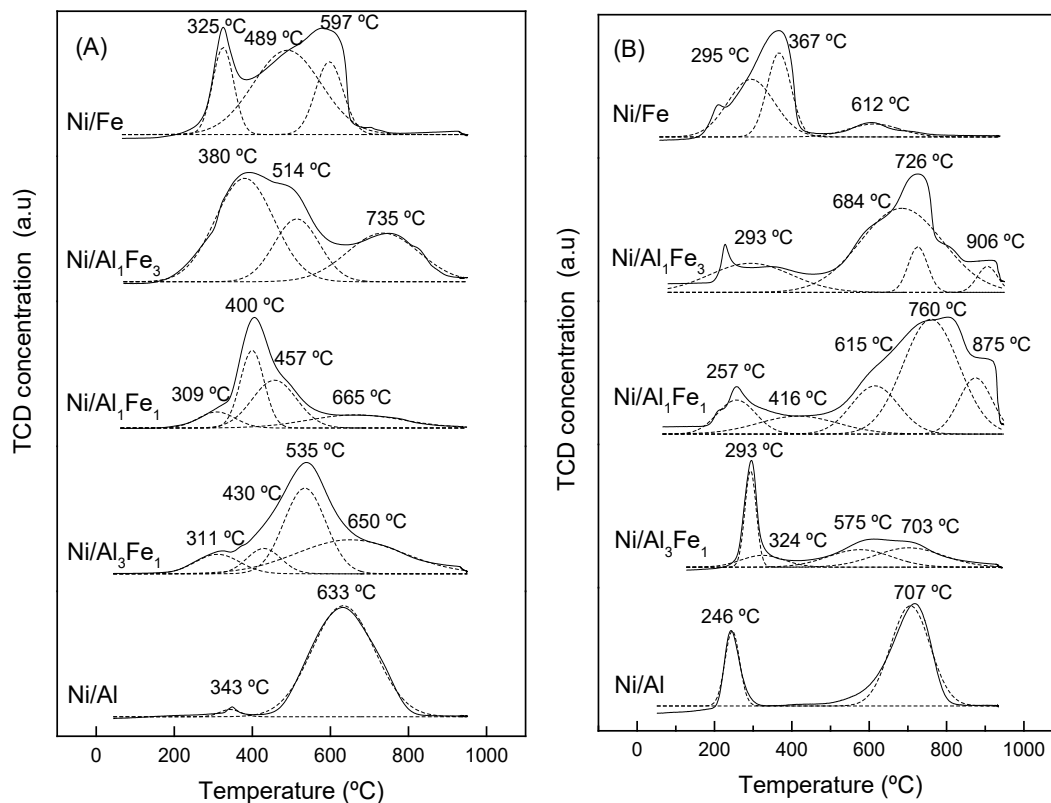 (A)
325 ºC
489 ºC
597 ºC
Ni/Fe
380 ºC
514 ºC
735 ºC
Ni/Al₁Fe₃
400 ºC
457 ºC
309 ºC
665 ºC
Ni/Al₁Fe₁
535 ºC
430 ºC
650 ºC
311 ºC
Ni/Al₃Fe₁
633 ºC
343 ºC
Ni/Al
TCD concentration (a.u)
0 200 400 600 800 1000
Temperature (ºC)
(B)
367 ºC
295 ºC
612 ºC
Ni/Fe
726 ºC
684 ºC
293 ºC
906 ºC
Ni/Al₁Fe₃
760 ºC
615 ºC
875 ºC
257 ºC
416 ºC
Ni/Al₁Fe₁
293 ºC
575 ºC
703 ºC
324 ºC
Ni/Al₃Fe₁
707 ºC
246 ºC
Ni/Al
TCD concentration (a.u)
0 200 400 600 800 1000
Temperature (ºC)